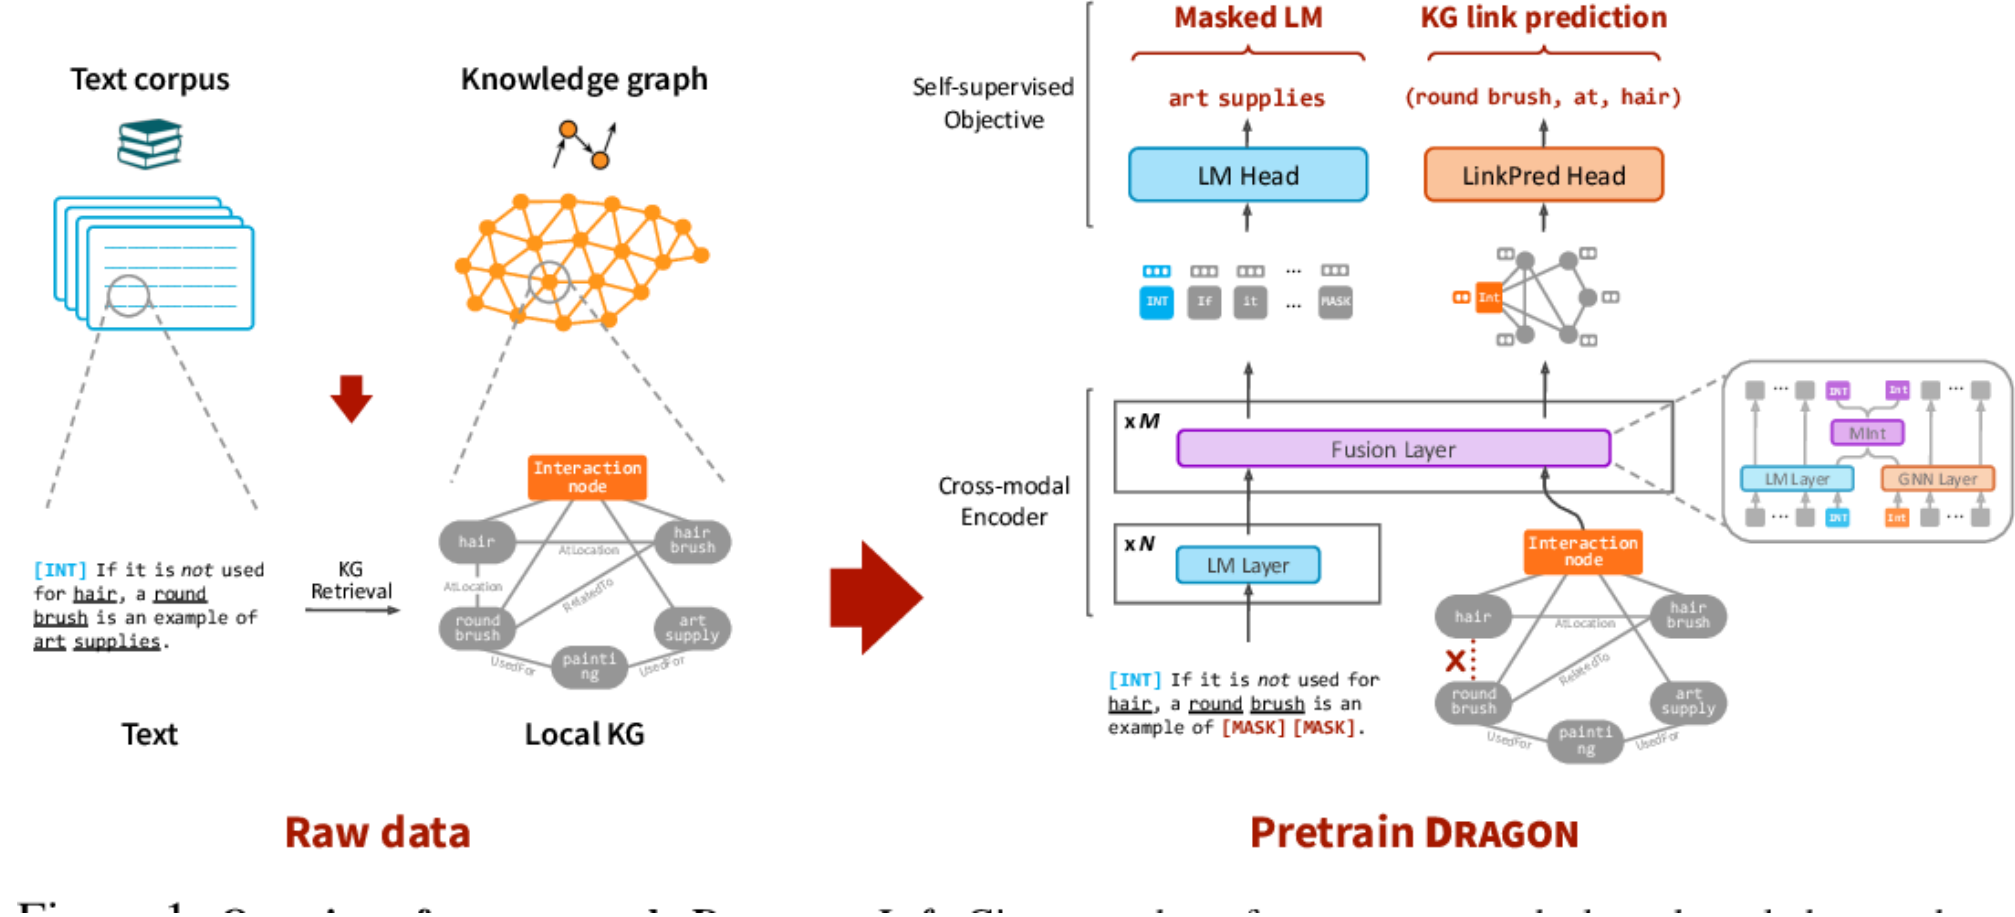 Text corpus
Knowledge graph
[INT] If it is not used
for hair, a round
brush is an example of
art supplies.
KG
Retrieval
Interaction
node
hair
hair
brush
AtLocation
AtLocation
RelatedTo
round
brush
art
supply
UsedFor
painti
ng
UsedFor
Text
Local KG
Raw data
Masked LM
KG link prediction
Self-supervised
Objective
art supplies
(round brush, at, hair)
LM Head
LinkPred Head
INT
If
it
...
MASK
Int
Cross-modal
Encoder
x M
Fusion Layer
x N
LM Layer
[INT] If it is not used for
hair, a round brush is an
example of [MASK] [MASK].
Interaction
node
hair
hair
brush
AtLocation
X
RelatedTo
round
brush
art
supply
UsedFor
painti
ng
UsedFor
...
INT
Int
...
MInt
LM Layer
GNN Layer
...
INT
Int
...
Pretrain DRAGON